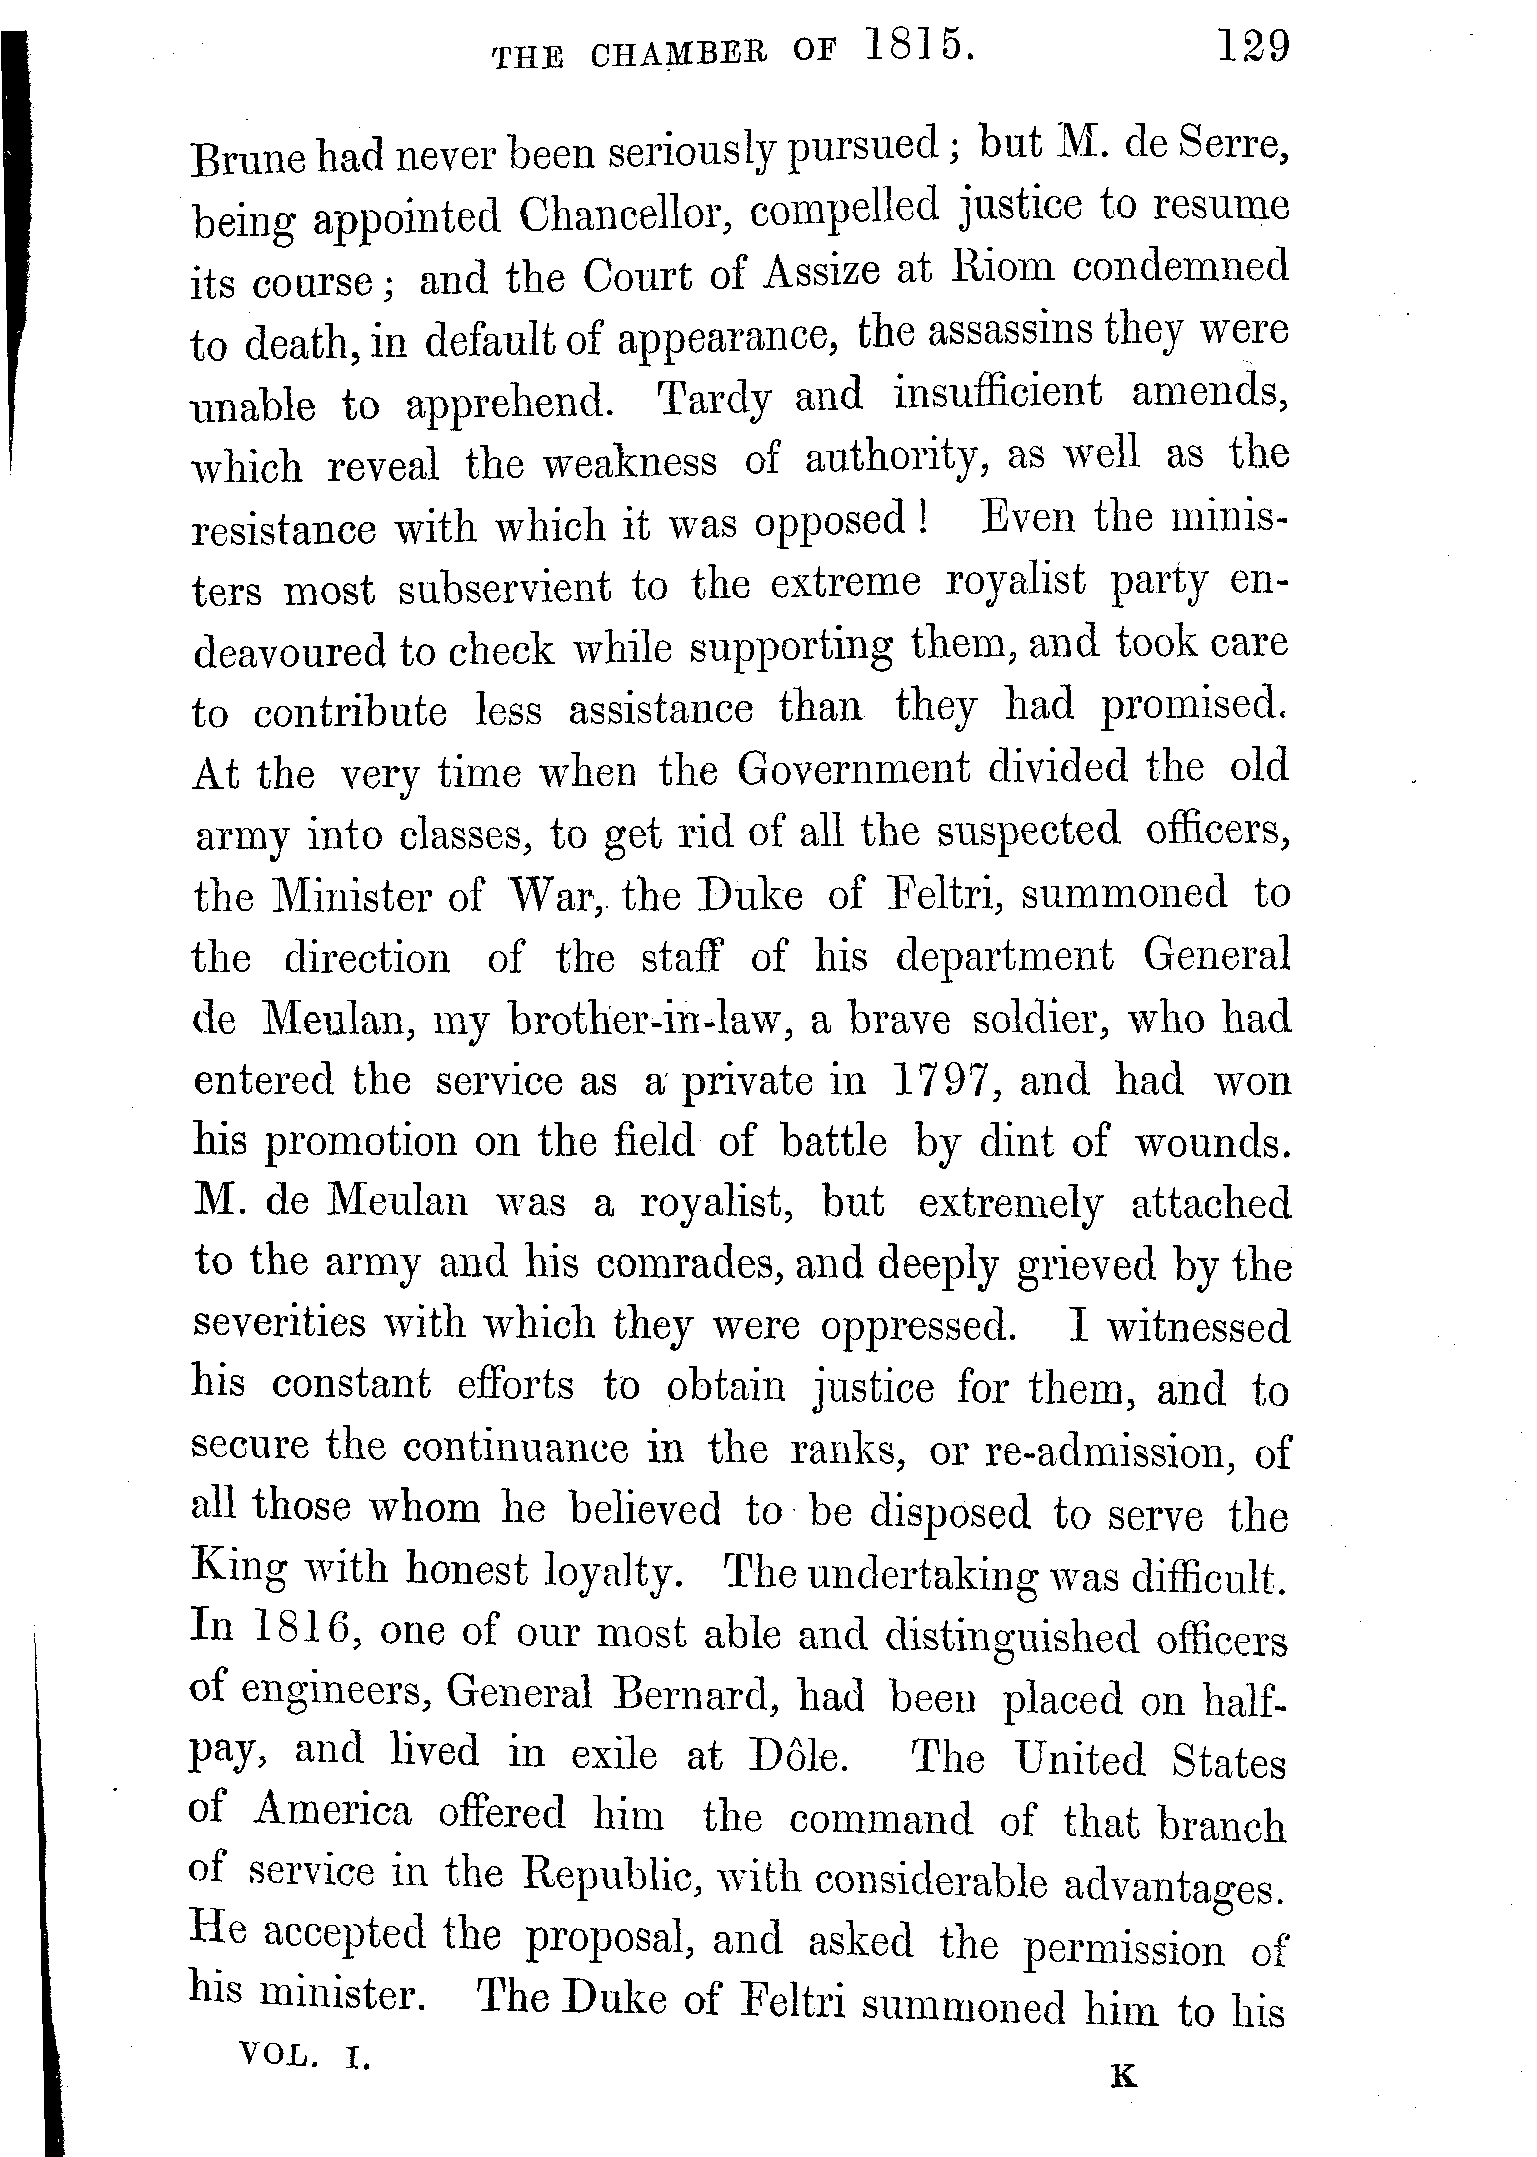 THE CHAMBER OF 1815. 129
Brune had never been seriously pursued; but M. de Serre,
being appointed Chancellor, compelled justice to resume
its course; and the Court of Assize at Riom condemned
to death, in default of appearance, the assassins they were
unable to apprehend. Tardy and insufficient amends,
which reveal the weakness of authority, as well as the
resistance with which it was opposed! Even the minis-
ters most subservient to the extreme royalist party en-
deavoured to check while supporting them, and took care
to contribute less assistance than they had promised.
At the very time when the Government divided the old
army into classes, to get rid of all the suspected officers,
the Minister of War, the Duke of Feltri, summoned to
the direction of the staff of his department General
de Meulan, my brother-in-law, a brave soldier, who had
entered the service as a private in 1797, and had won
his promotion on the field of battle by dint of wounds.
M. de Meulan was a royalist, but extremely attached
to the army and his comrades, and deeply grieved by the
severities with which they were oppressed. I witnessed
his constant efforts to obtain justice for them, and to
secure the continuance in the ranks, or re-admission, of
all those whom he believed to be disposed to serve the
King with honest loyalty. The undertaking was difficult.
In 1816, one of our most able and distinguished officers
of engineers, General Bernard, had been placed on half-
pay, and lived in exile at Dôle. The United States
of America offered him the command of that branch
of service in the Republic, with considerable advantages.
He accepted the proposal, and asked the permission of
his minister. The Duke of Feltri summoned him to his
VOL. I. K